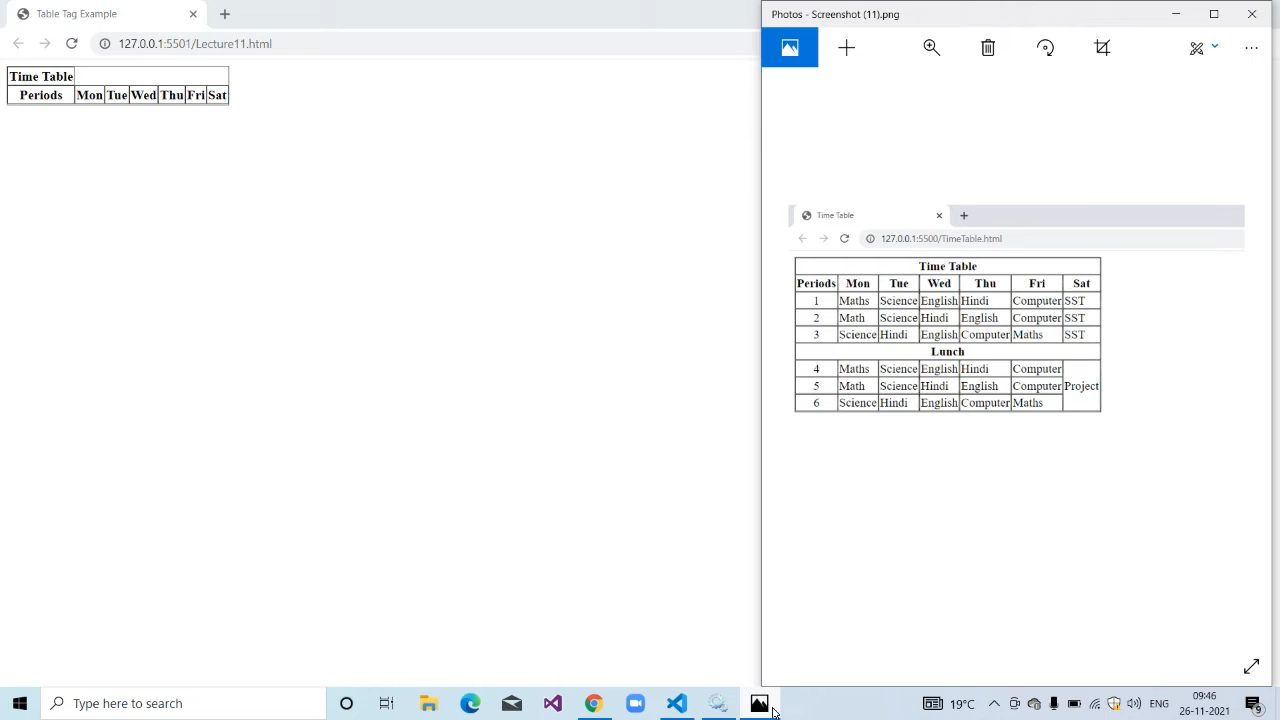 Table Tag Example
127.0.0.1:5501/Lecture11.html
Time Table
Periods Mon Tue Wed Thu Fri Sat
Photos - Screenshot (11).png
Time Table
127.0.0.1:5500/TimeTable.html
Time Table
Periods Mon Tue Wed Thu Fri Sat
1 Maths Science English Hindi Computer SST
2 Math Science Hindi English Computer SST
3 Science Hindi English Computer Maths SST
Lunch
4 Maths Science English Hindi Computer
5 Math Science Hindi English Computer Project
6 Science Hindi English Computer Maths
Type here to search
19°C
ENG
09:46
26-11-2021
9